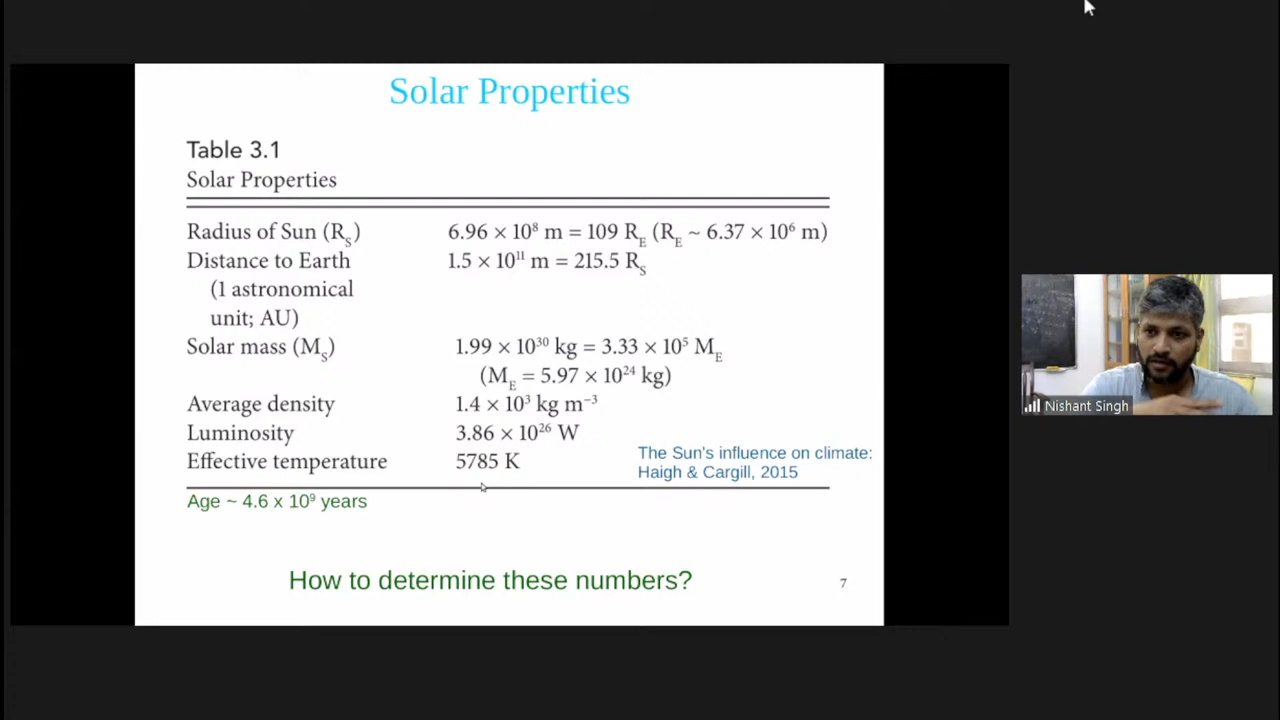 Solar Properties
Table 3.1
Solar Properties
Radius of Sun (R_S) 6.96 × 10⁸ m = 109 R_E (R_E ~ 6.37 × 10⁶ m)
Distance to Earth 1.5 × 10¹¹ m = 215.5 R_S
(1 astronomical
unit; AU)
Solar mass (M_S) 1.99 × 10³⁰ kg = 3.33 × 10⁵ M_E
(M_E = 5.97 × 10²⁴ kg)
Average density 1.4 × 10³ kg m⁻³
Luminosity 3.86 × 10²⁶ W
Effective temperature 5785 K
The Sun's influence on climate:
Haigh & Cargill, 2015
Age ~ 4.6 x 10⁹ years
How to determine these numbers?
7
Nishant Singh